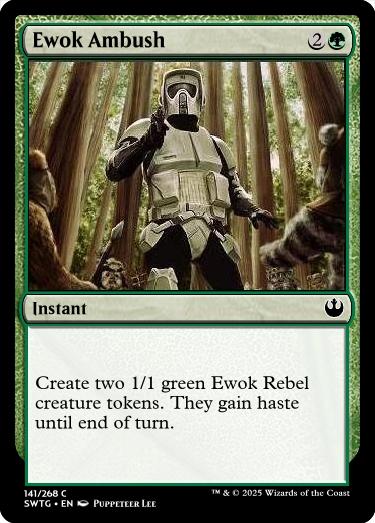 Ewok Ambush 2
Instant
Create two 1/1 green Ewok Rebel
creature tokens. They gain haste
until end of turn.
141/268 C
SWTG • EN Puppeteer Lee
™ & © 2025 Wizards of the Coast